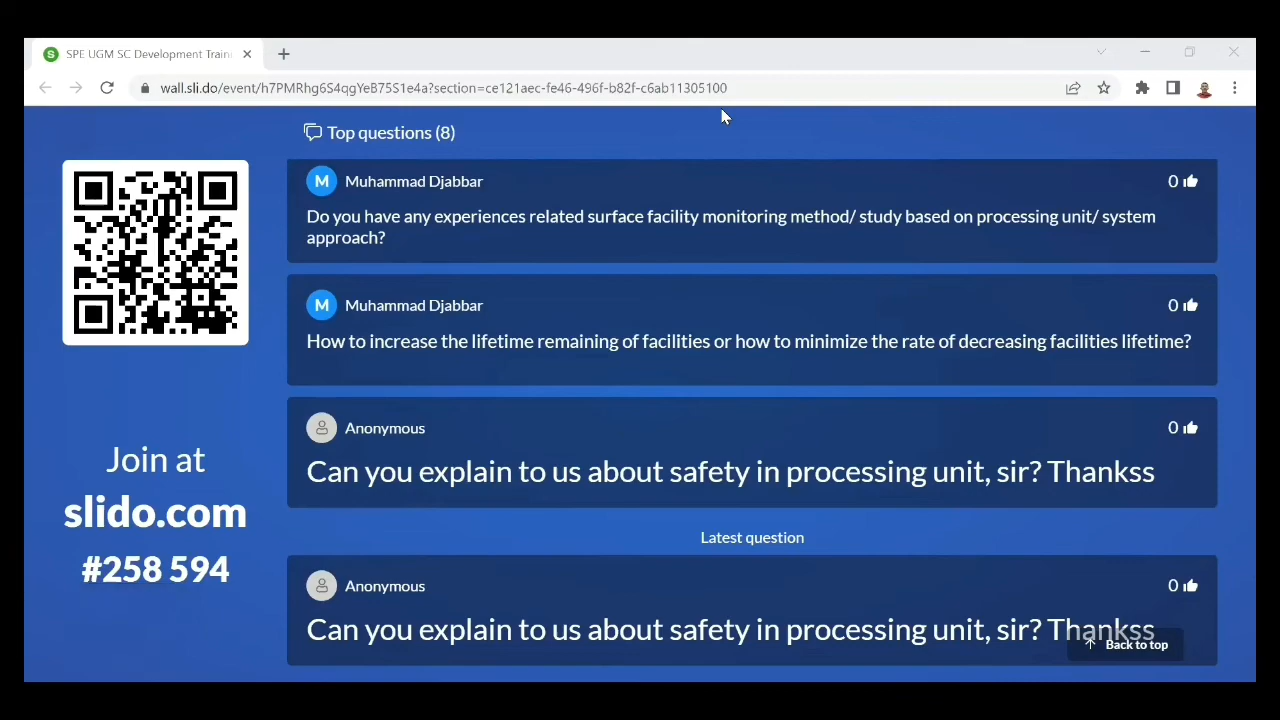 SPE UGM SC Development Traini
wall.sli.do/event/h7PMRhg6S4qgYeB75S1e4a?section=ce121aec-fe46-496f-b82f-c6ab11305100
Top questions (8)
M Muhammad Djabbar 0
Do you have any experiences related surface facility monitoring method/ study based on processing unit/ system
approach?
M Muhammad Djabbar 0
How to increase the lifetime remaining of facilities or how to minimize the rate of decreasing facilities lifetime?
Anonymous 0
Can you explain to us about safety in processing unit, sir? Thankss
Latest question
Anonymous 0
Can you explain to us about safety in processing unit, sir? Thankss
Back to top
Join at
slido.com
#258 594